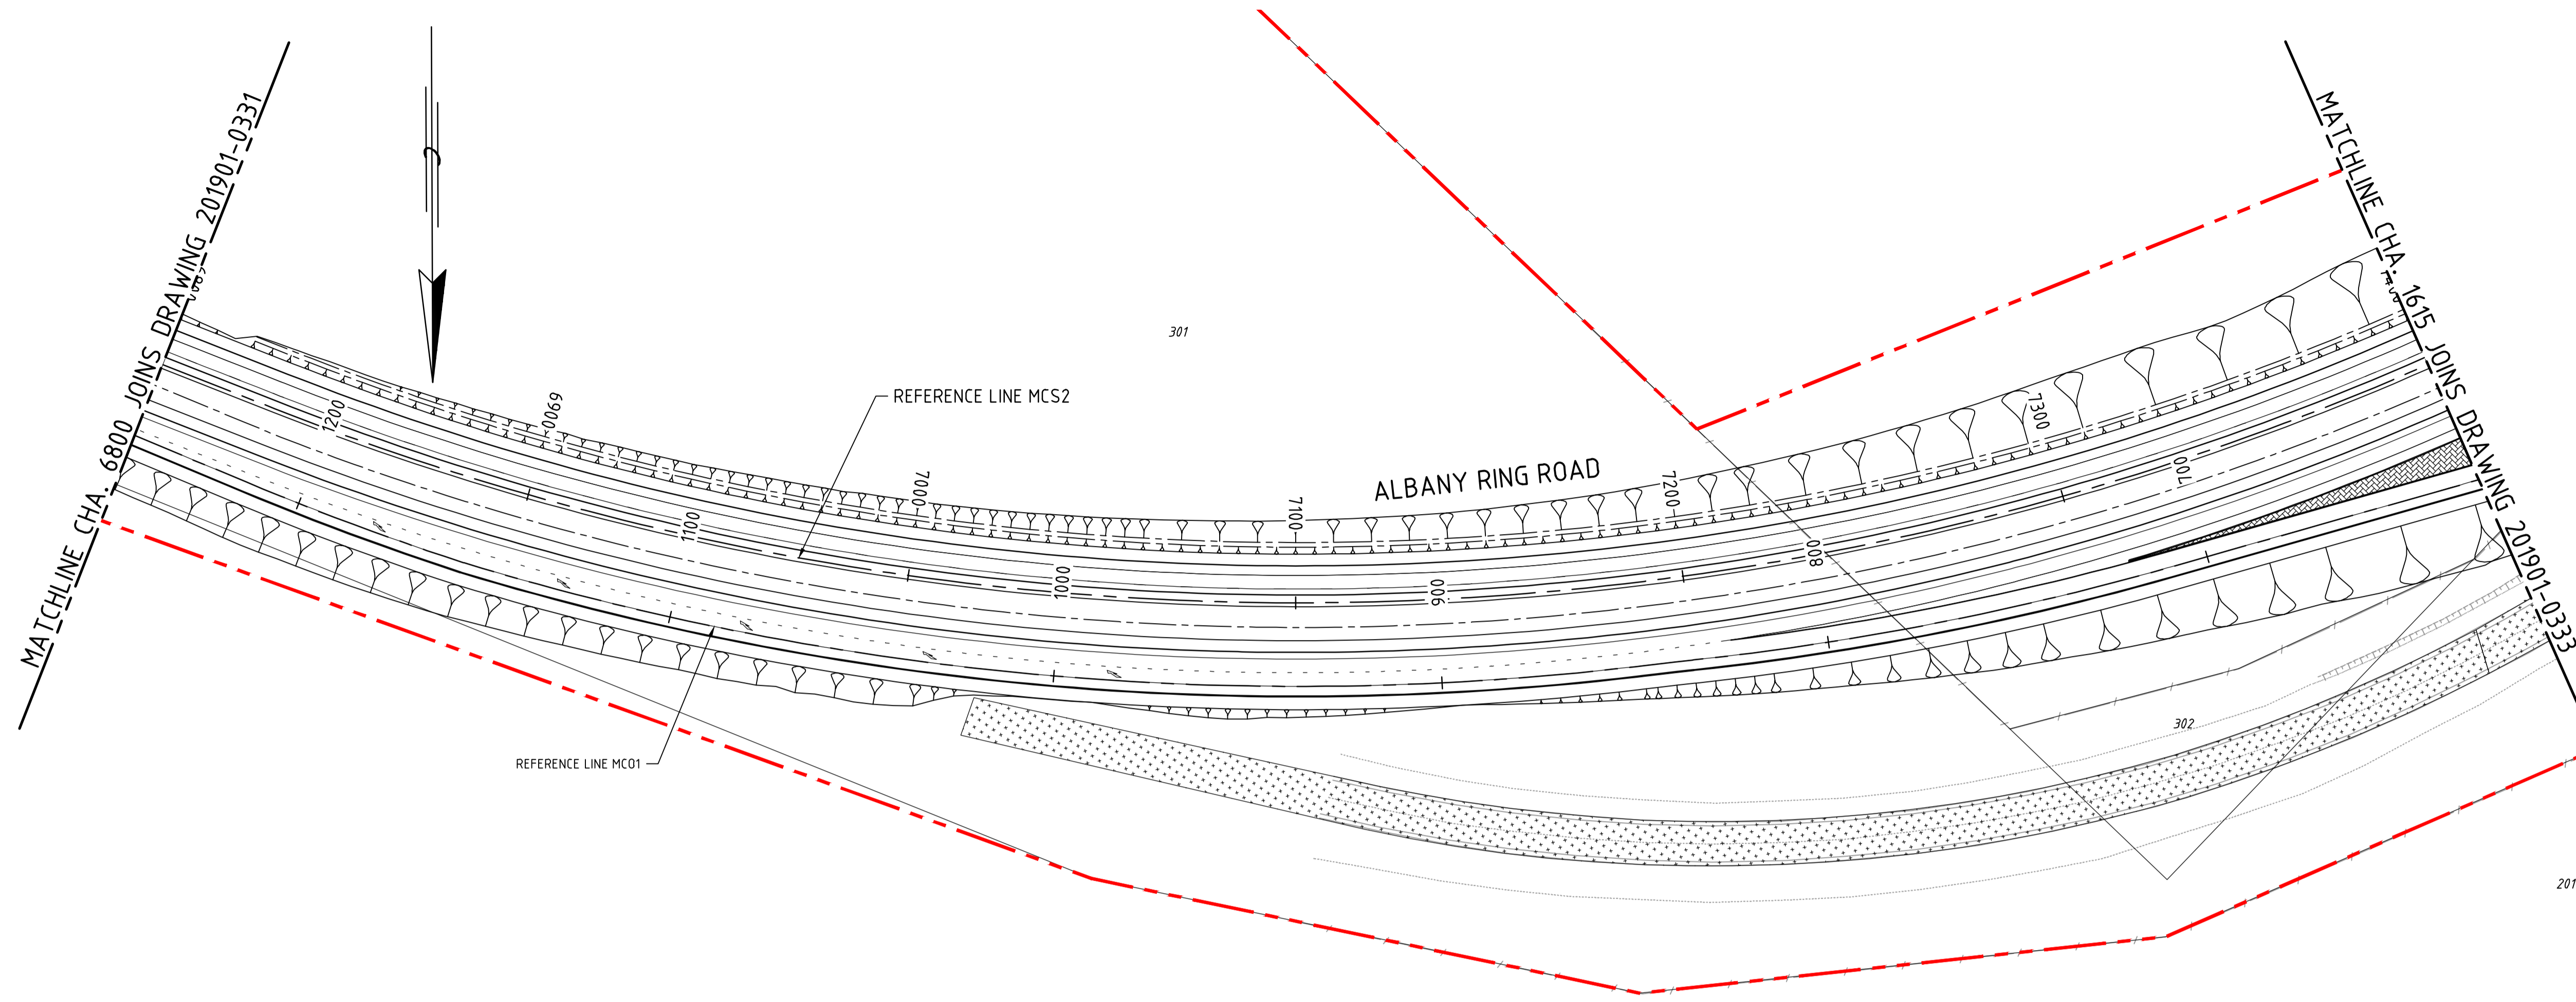 MATCHLINE CHA. 6800 JOINS DRAWING 201901-0331
MATCHLINE CHA. 1615 JOINS DRAWING 201901-0333
301
REFERENCE LINE MCS2
ALBANY RING ROAD
6900
7000
7100
7200
7300
1200
1100
1000
900
800
700
REFERENCE LINE MC01
302
201